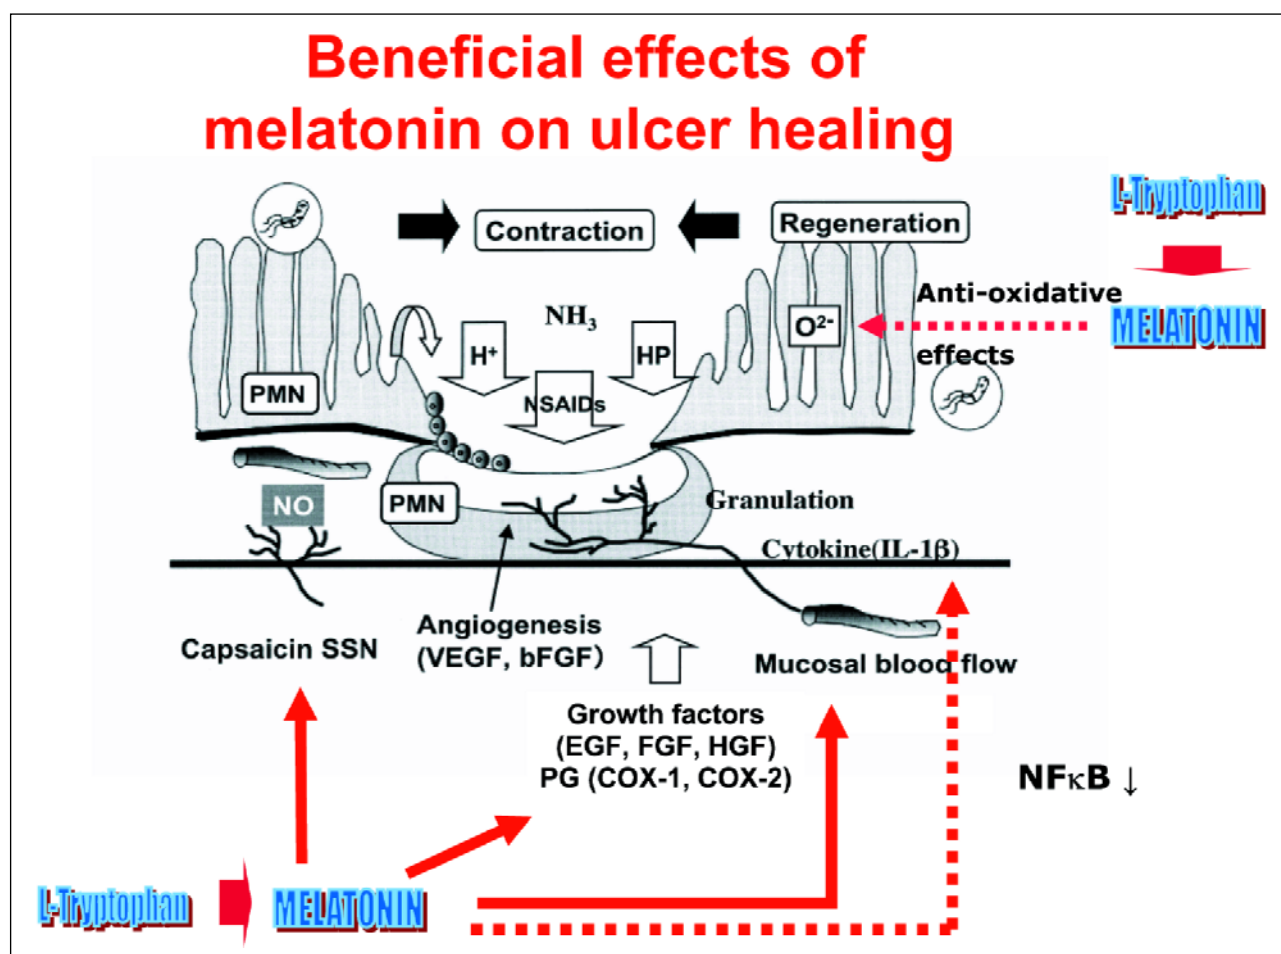 Beneficial effects of
melatonin on ulcer healing
L-Tryptophan
Contraction
Regeneration
Anti-oxidative
MELATONIN
NH3
O2-
H+
HP
effects
PMN
NSAIDs
PMN
Granulation
NO
Cytokine(IL-1β)
Angiogenesis
(VEGF, bFGF)
Capsaicin SSN
Mucosal blood flow
Growth factors
(EGF, FGF, HGF)
PG (COX-1, COX-2)
NFκB ↓
L-Tryptophan
MELATONIN